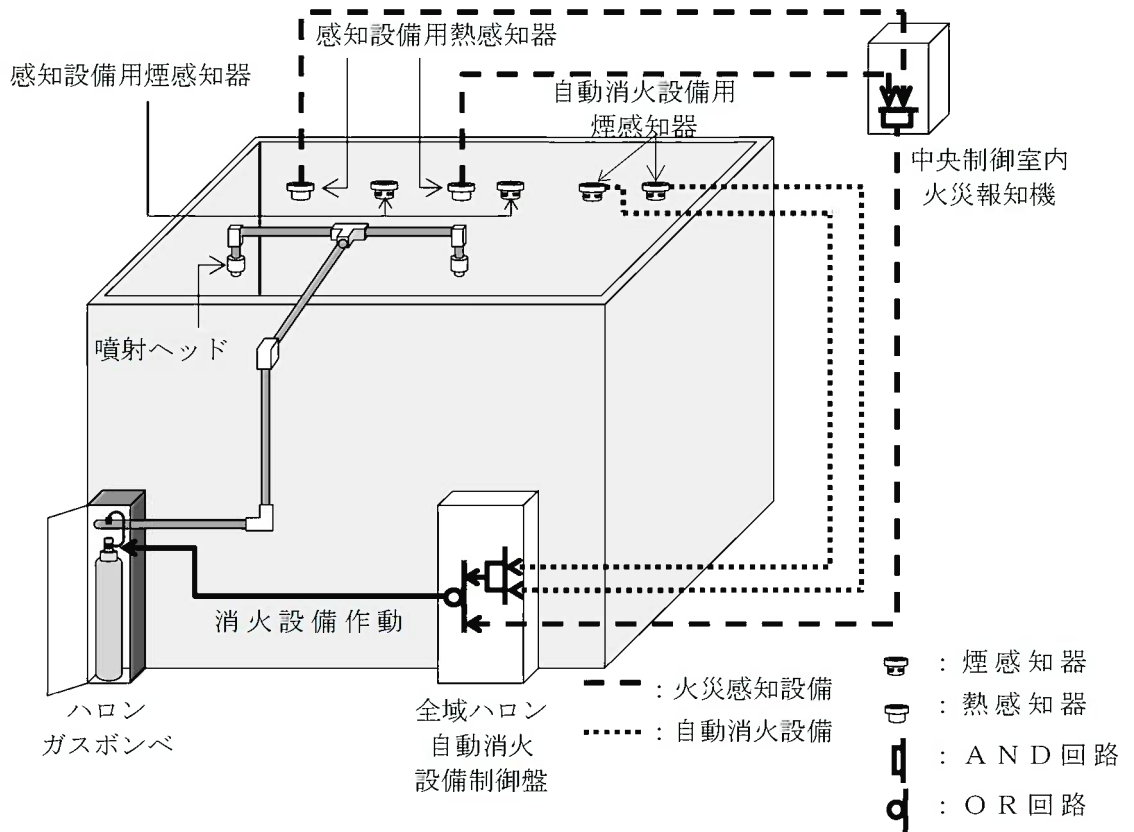 感知設備用熱感知器
感知設備用煙感知器
自動消火設備用
煙感知器
中央制御室内
火災報知機
噴射ヘッド
消火設備作動
ハロン
ガスボンベ
全域ハロン
自動消火
設備制御盤
：火災感知設備
：自動消火設備
：煙感知器
：熱感知器
：ＡＮＤ回路
：ＯＲ回路